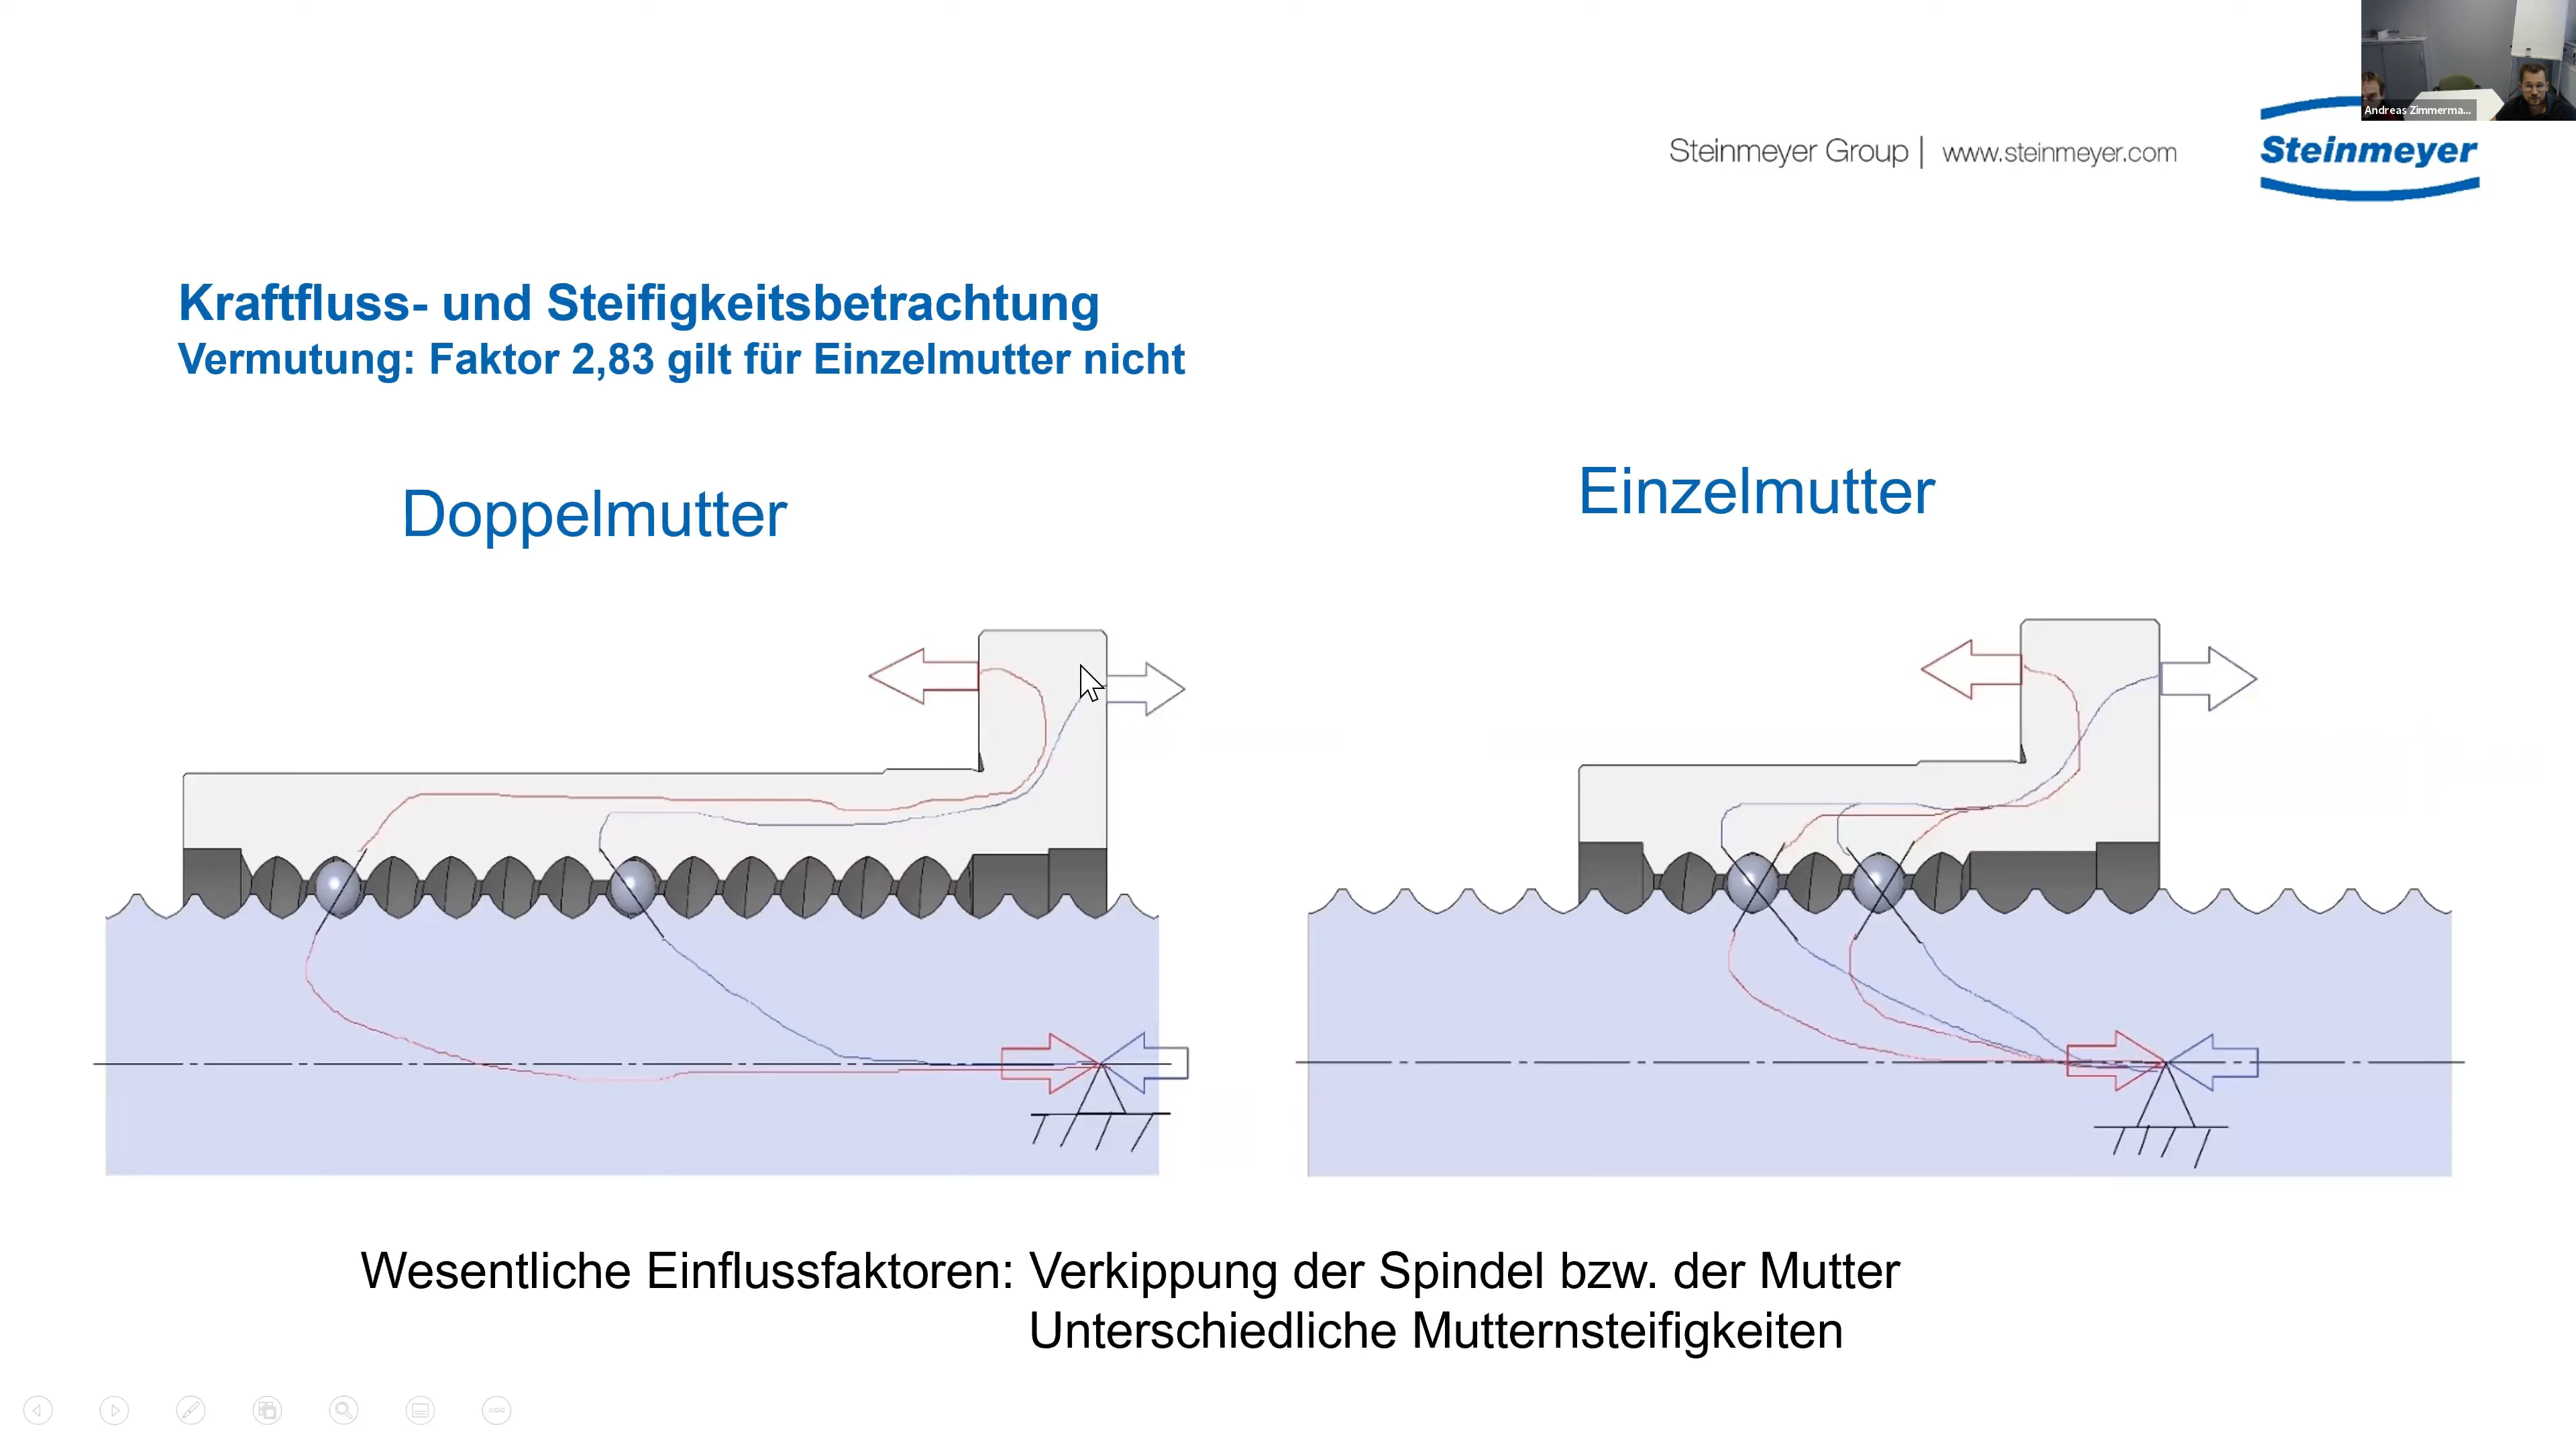 Andreas Zimmerma...
Steinmeyer Group | www.steinmeyer.com
Steinmeyer
Kraftfluss- und Steifigkeitsbetrachtung
Vermutung: Faktor 2,83 gilt für Einzelmutter nicht
Doppelmutter
Einzelmutter
Wesentliche Einflussfaktoren: Verkippung der Spindel bzw. der Mutter
Unterschiedliche Mutternsteifigkeiten